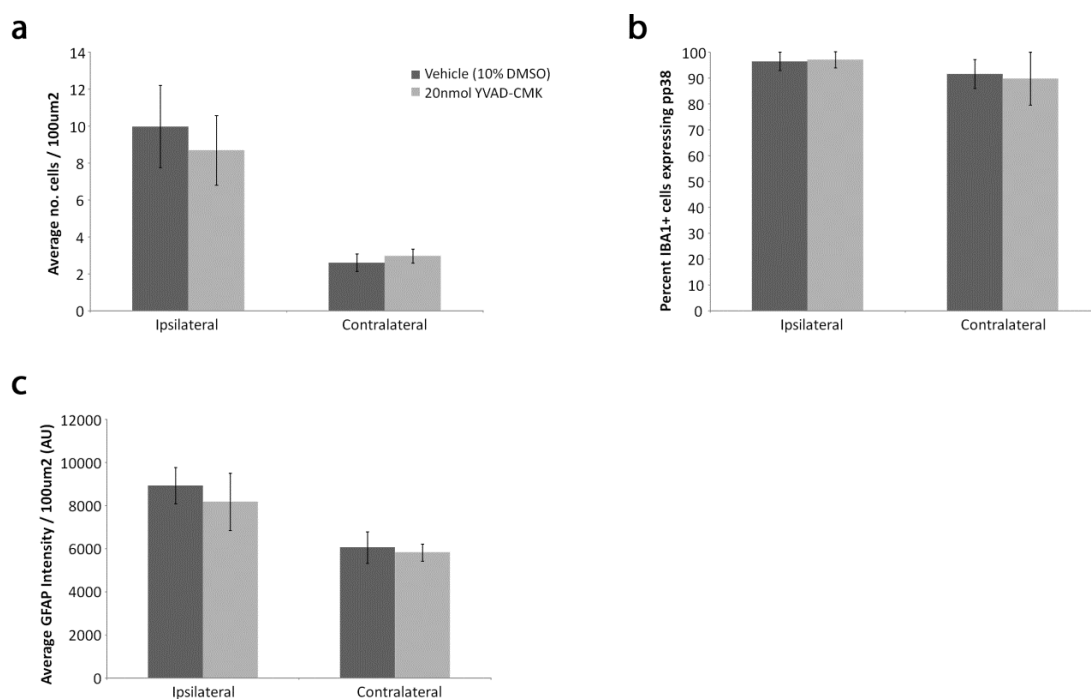 a
Average no. cells / 100um2
14
12
10
8
6
4
2
0
Vehicle (10% DMSO)
20nmol YVAD-CMK
Ipsilateral
Contralateral
b
Percent IBA1+ cells expressing pp38
100
90
80
70
60
50
40
30
20
10
0
Ipsilateral
Contralateral
c
Average GFAP Intensity / 100um2 (AU)
12000
10000
8000
6000
4000
2000
0
Ipsilateral
Contralateral